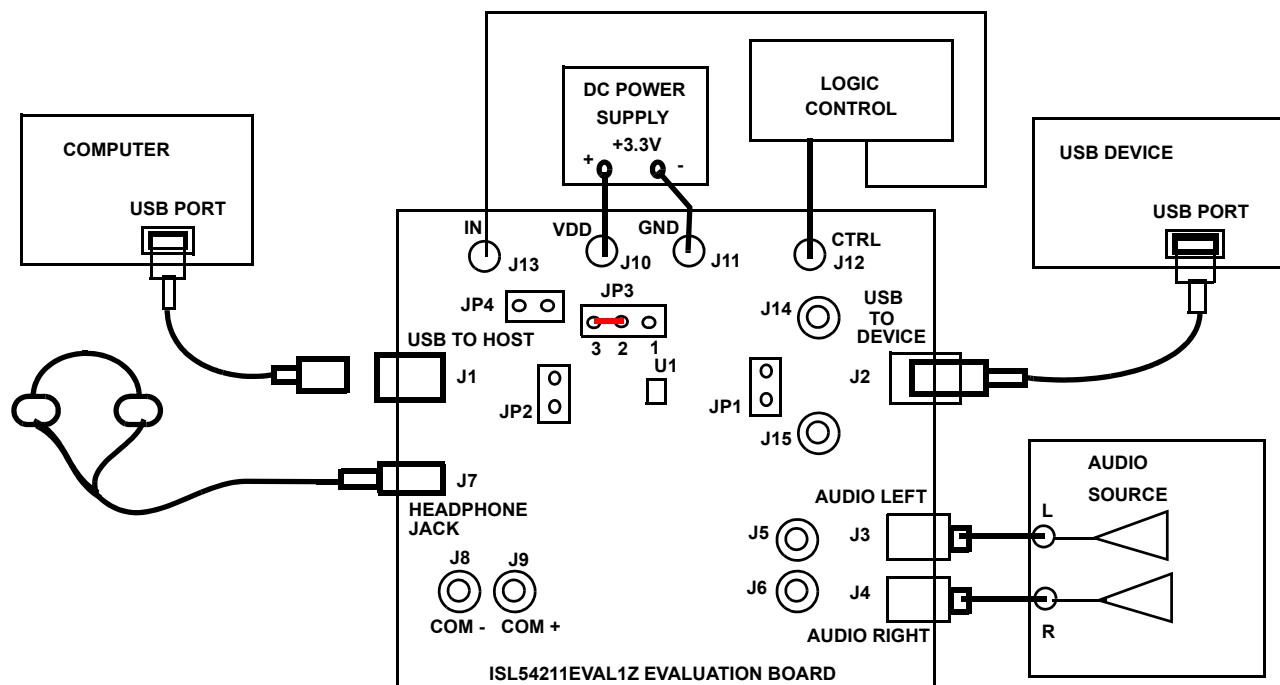 DC POWER
SUPPLY
+3.3V
+ -
LOGIC
CONTROL
COMPUTER
USB PORT
USB DEVICE
USB PORT
IN
J13
VDD
J10
GND
J11
CTRL
J12
JP4
JP3
3 2 1
J14
USB
TO
DEVICE
USB TO HOST
J1
U1
J2
JP2
JP1
J15
J7
HEADPHONE
JACK
AUDIO LEFT
J5
J3
J6
J4
AUDIO RIGHT
AUDIO
SOURCE
L
R
J8
J9
COM -
COM +
ISL54211EVAL1Z EVALUATION BOARD